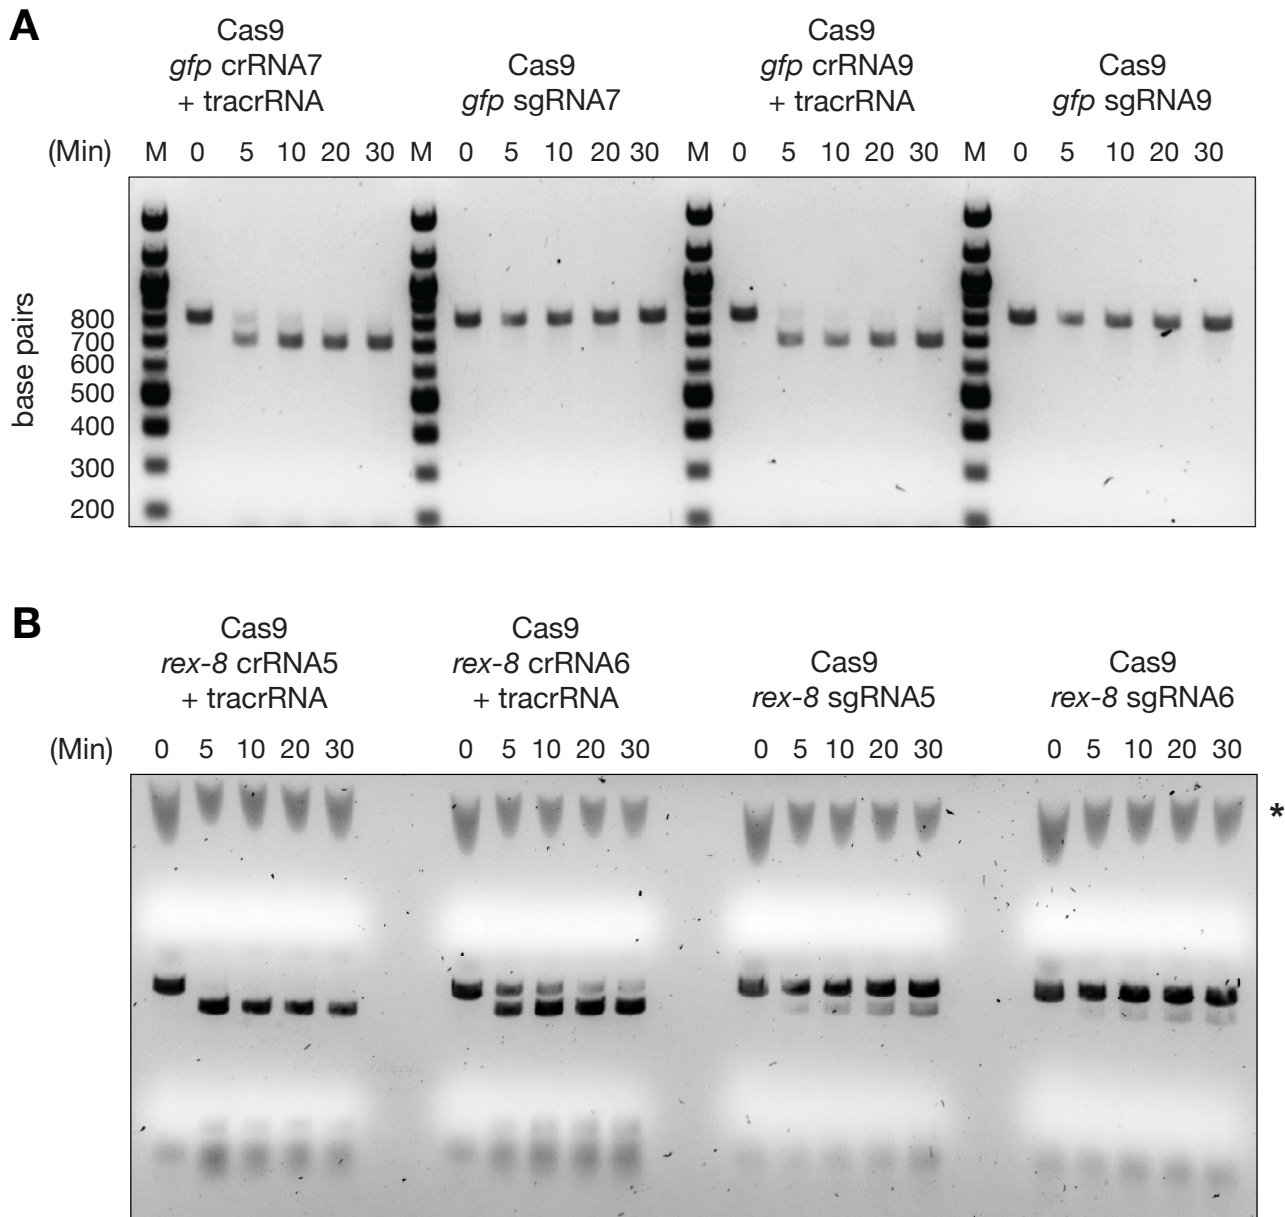 A
Cas9
gfp crRNA7
+ tracrRNA
Cas9
gfp sgRNA7
Cas9
gfp crRNA9
+ tracrRNA
Cas9
gfp sgRNA9
(Min) M 0 5 10 20 30 M 0 5 10 20 30 M 0 5 10 20 30 M 0 5 10 20 30
base pairs
800
700
600
500
400
300
200
B
Cas9
rex-8 crRNA5
+ tracrRNA
Cas9
rex-8 crRNA6
+ tracrRNA
Cas9
rex-8 sgRNA5
Cas9
rex-8 sgRNA6
(Min) 0 5 10 20 30 0 5 10 20 30 0 5 10 20 30 0 5 10 20 30
*